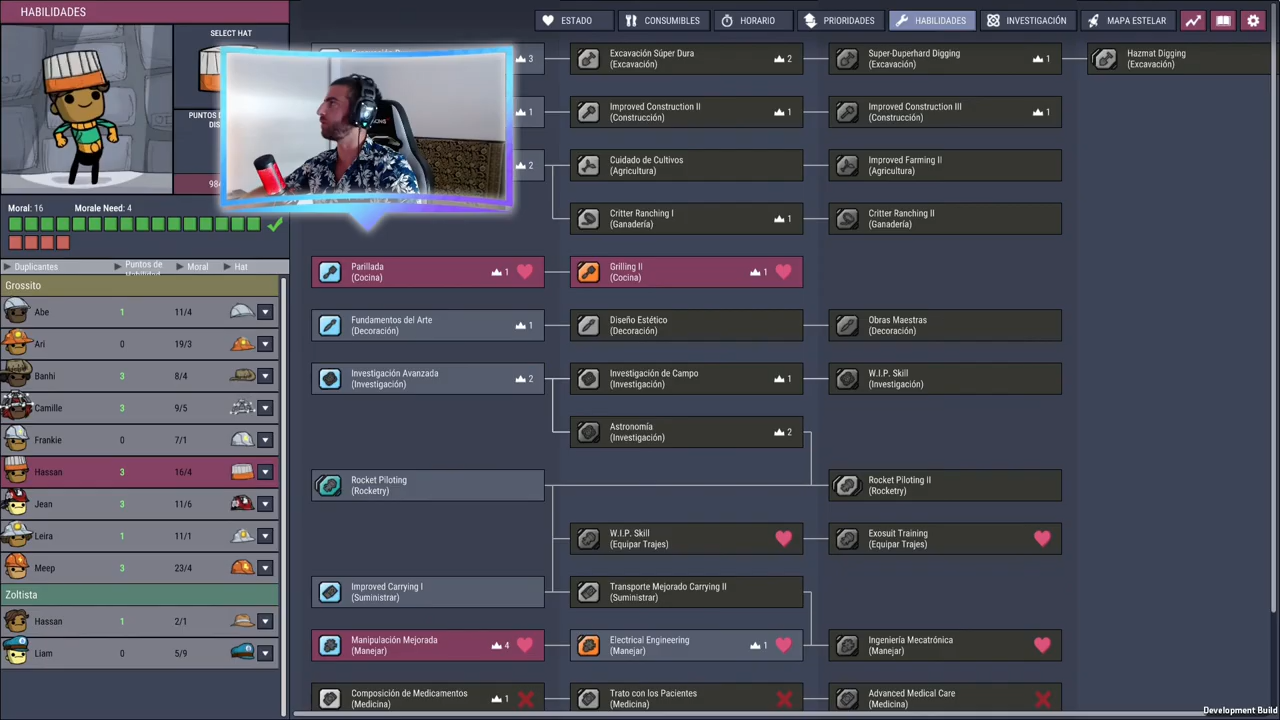 HABILIDADES
ESTADO
CONSUMIBLES
HORARIO
PRIORIDADES
HABILIDADES
INVESTIGACIÓN
MAPA ESTELAR
SELECT HAT
Moral: 16
Morale Need: 4
Duplicantes
Puntos de
Moral
Hat
Grossito
Abe 1 11/4
Ari 0 19/3
Banhi 3 8/4
Camille 3 9/5
Frankie 0 7/1
Hassan 3 16/4
Jean 3 11/6
Leira 1 11/1
Meep 3 23/4
Zoltista
Hassan 1 2/1
Liam 0 5/9
3
Excavación Súper Dura
(Excavación)
2
Super-Duperhard Digging
(Excavación)
1
Hazmat Digging
(Excavación)
1
Improved Construction II
(Construcción)
1
Improved Construction III
(Construcción)
1
2
Cuidado de Cultivos
(Agricultura)
Improved Farming II
(Agricultura)
Critter Ranching I
(Ganadería)
1
Critter Ranching II
(Ganadería)
Parillada
(Cocina)
1
Grilling II
(Cocina)
1
Fundamentos del Arte
(Decoración)
1
Diseño Estético
(Decoración)
Obras Maestras
(Decoración)
Investigación Avanzada
(Investigación)
2
Investigación de Campo
(Investigación)
1
W.I.P. Skill
(Investigación)
Astronomía
(Investigación)
2
Rocket Piloting
(Rocketry)
Rocket Piloting II
(Rocketry)
W.I.P. Skill
(Equipar Trajes)
Exosuit Training
(Equipar Trajes)
Improved Carrying I
(Suministrar)
Transporte Mejorado Carrying II
(Suministrar)
Manipulación Mejorada
(Manejar)
4
Electrical Engineering
(Manejar)
1
Ingeniería Mecatrónica
(Manejar)
Composición de Medicamentos
(Medicina)
1
Trato con los Pacientes
(Medicina)
Advanced Medical Care
(Medicina)
Development Build